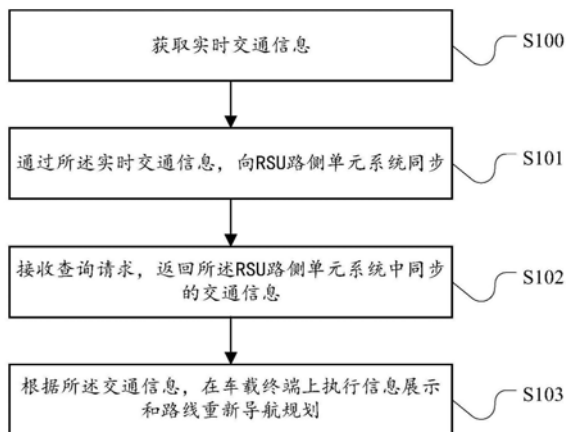 获取实时交通信息
S100
通过所述实时交通信息，向RSU路侧单元系统同步
S101
接收查询请求，返回所述RSU路侧单元系统中同步
的交通信息
S102
根据所述交通信息，在车载终端上执行信息展示
和路线重新导航规划
S103